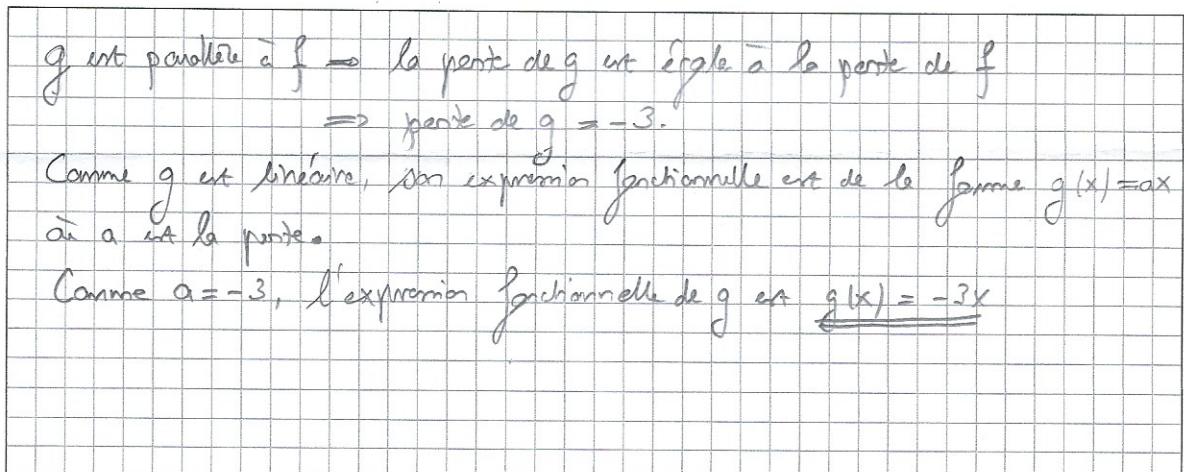 g est parallèle à f => la pente de g est égale à la pente de f
=> pente de g = -3.
Comme g est linéaire, son expression fonctionnelle est de la forme g(x)=ax
où a est la pente.
Comme a = -3, l'expression fonctionnelle de g est g(x) = -3x